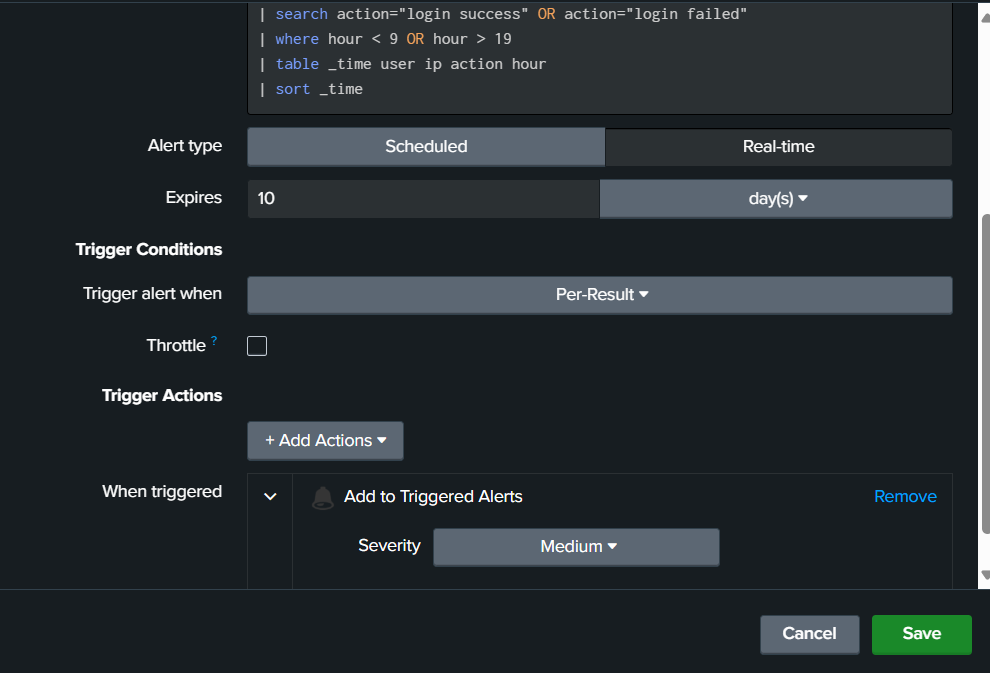 | search action="login success" OR action="login failed"
| where hour < 9 OR hour > 19
| table _time user ip action hour
| sort _time
Alert type
Scheduled
Real-time
Expires
10
day(s)
Trigger Conditions
Trigger alert when
Per-Result
Throttle ?
Trigger Actions
+ Add Actions
When triggered
Add to Triggered Alerts
Remove
Severity
Medium
Cancel
Save